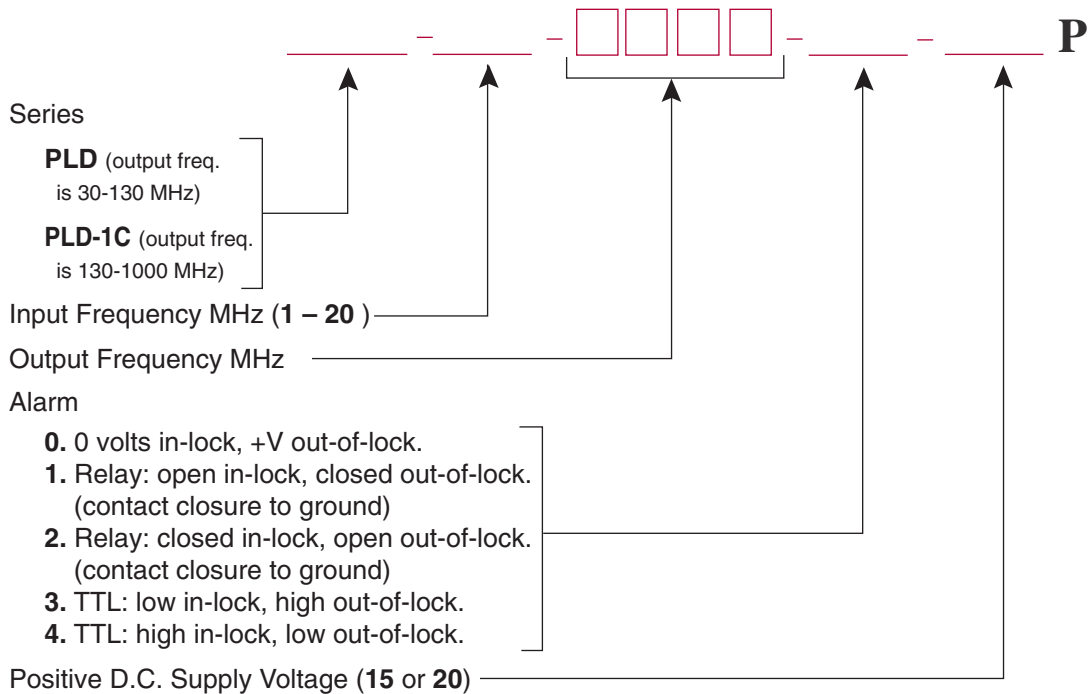 – – – – P
Series
PLD (output freq.
is 30-130 MHz)
PLD-1C (output freq.
is 130-1000 MHz)
Input Frequency MHz (1 – 20 )
Output Frequency MHz
Alarm
0. 0 volts in-lock, +V out-of-lock.
1. Relay: open in-lock, closed out-of-lock.
(contact closure to ground)
2. Relay: closed in-lock, open out-of-lock.
(contact closure to ground)
3. TTL: low in-lock, high out-of-lock.
4. TTL: high in-lock, low out-of-lock.
Positive D.C. Supply Voltage (15 or 20)